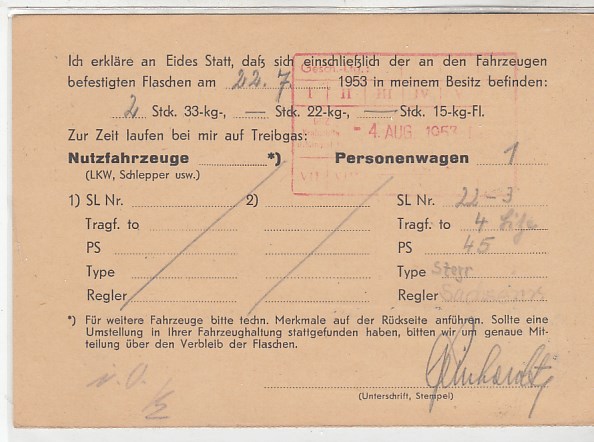 Ich erkläre an Eides Statt, daß sich einschließlich der an den Fahrzeugen
befestigten Flaschen am 22. 7. 1953 in meinem Besitz befinden:
2 Stck. 33-kg-, — Stck. 22-kg-, — Stck. 15-kg-Fl.
- 4. AUG. 1953
Zur Zeit laufen bei mir auf Treibgas:
Nutzfahrzeuge *) Personenwagen 1
(LKW, Schlepper usw.)
1) SL Nr. 2) SL Nr. 22-3
Tragf. to Tragf. to 4
PS PS 45
Type Type
Regler Regler
*) Für weitere Fahrzeuge bitte techn. Merkmale auf der Rückseite anführen. Sollte eine
Umstellung in Ihrer Fahrzeughaltung stattgefunden haben, bitten wir um genaue Mit-
teilung über den Verbleib der Flaschen.
i. O.
(Unterschrift, Stempel)